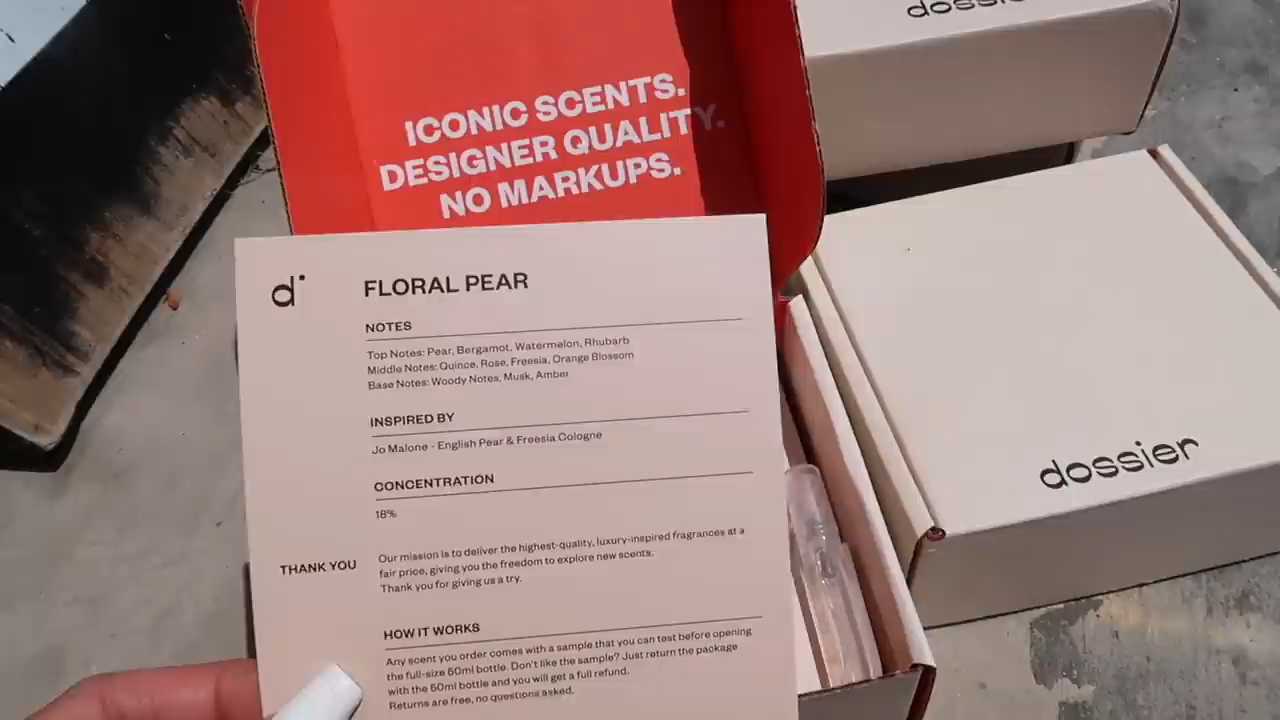 dossier
ICONIC SCENTS.
DESIGNER QUALITY.
NO MARKUPS.
d
FLORAL PEAR
NOTES
Top Notes: Pear, Bergamot, Watermelon, Rhubarb
Middle Notes: Quince, Rose, Freesia, Orange Blossom
Base Notes: Woody Notes, Musk, Amber
INSPIRED BY
Jo Malone - English Pear & Freesia Cologne
CONCENTRATION
18%
THANK YOU
Our mission is to deliver the highest-quality, luxury-inspired fragrances at a
fair price, giving you the freedom to explore new scents.
Thank you for giving us a try.
HOW IT WORKS
Any scent you order comes with a sample that you can test before opening
the full-size 50ml bottle. Don't like the sample? Just return the package
with the 50ml bottle and you will get a full refund.
Returns are free, no questions asked.
dossier